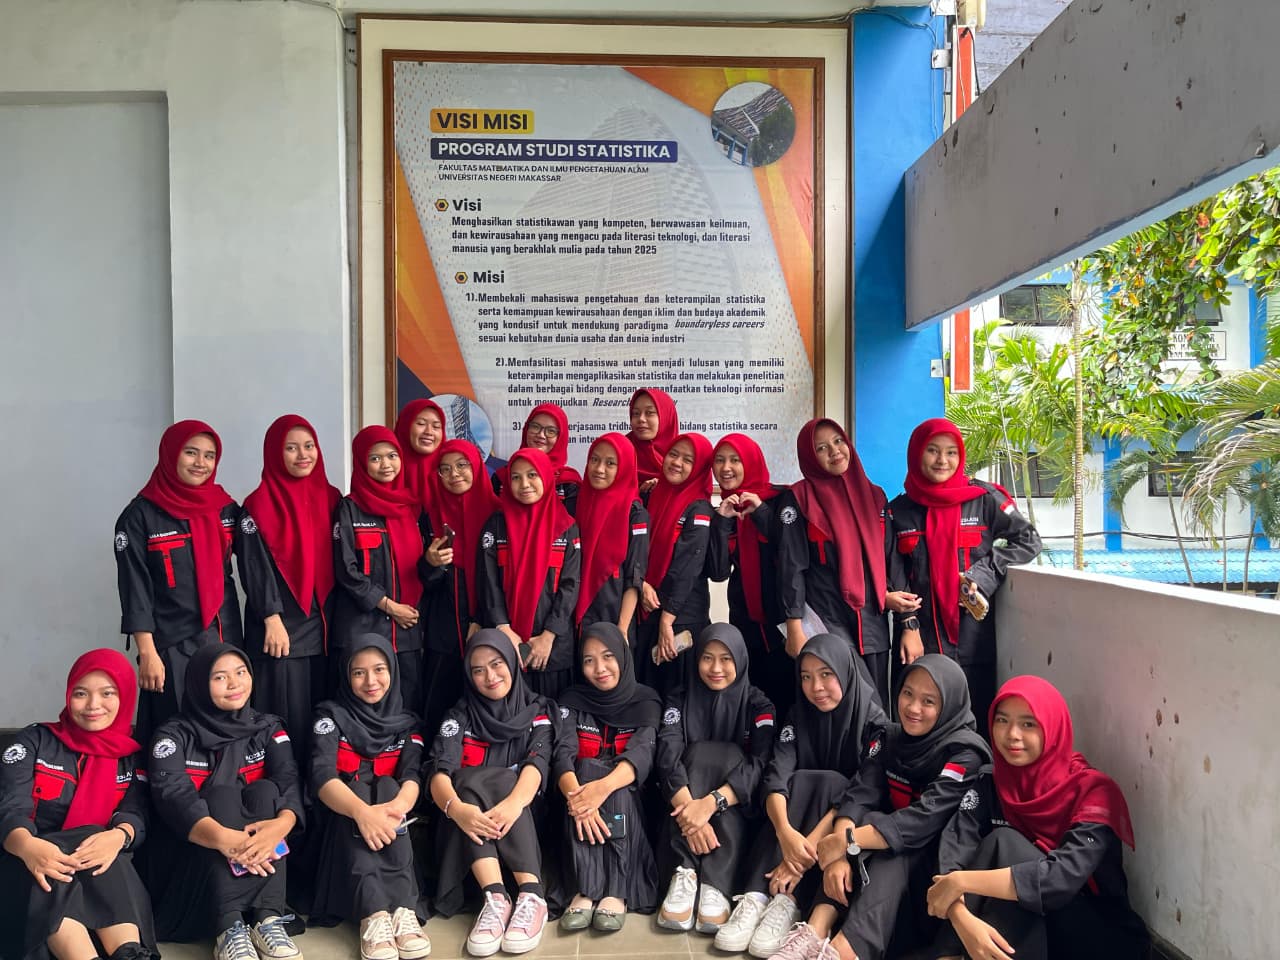 VISI MISI
PROGRAM STUDI STATISTIKA
FAKULTAS MATEMATIKA DAN ILMU PENGETAHUAN ALAM
UNIVERSITAS NEGERI MAKASSAR
Visi
Menghasilkan statistikawan yang kompeten, berwawasan keilmuan,
dan kewirausahaan yang mengacu pada literasi teknologi, dan literasi
manusia yang berakhlak mulia pada tahun 2025
Misi
1). Membekali mahasiswa pengetahuan dan keterampilan statistika
serta kemampuan kewirausahaan dengan iklim dan budaya akademik
yang kondusif untuk mendukung paradigma boundaryless careers
sesuai kebutuhan dunia usaha dan dunia industri
2). Memfasilitasi mahasiswa untuk menjadi lulusan yang memiliki
keterampilan mengaplikasikan statistika dan melakukan penelitian
dalam berbagai bidang dengan memanfaatkan teknologi informasi
untuk mewujudkan
3). bidang statistika secara